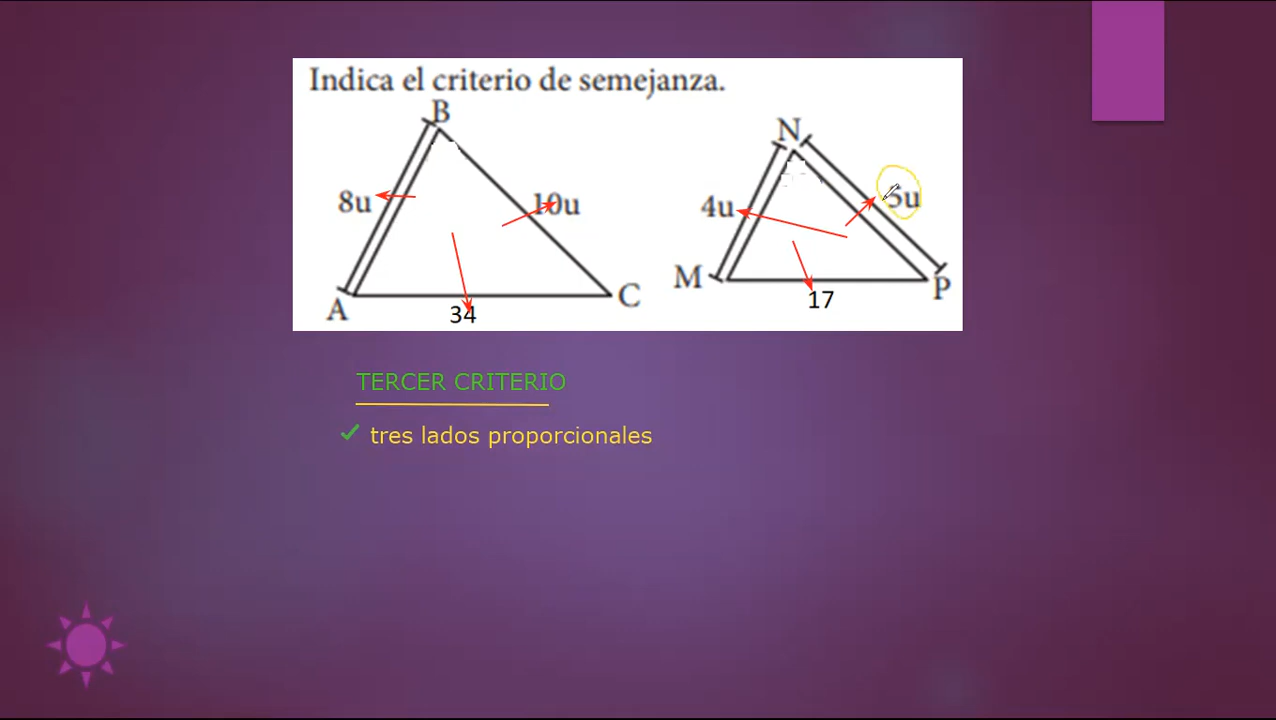 Indica el criterio de semejanza.
B
N
8u
10u
4u
5u
M
P
A
C
34
17
TERCER CRITERIO
tres lados proporcionales